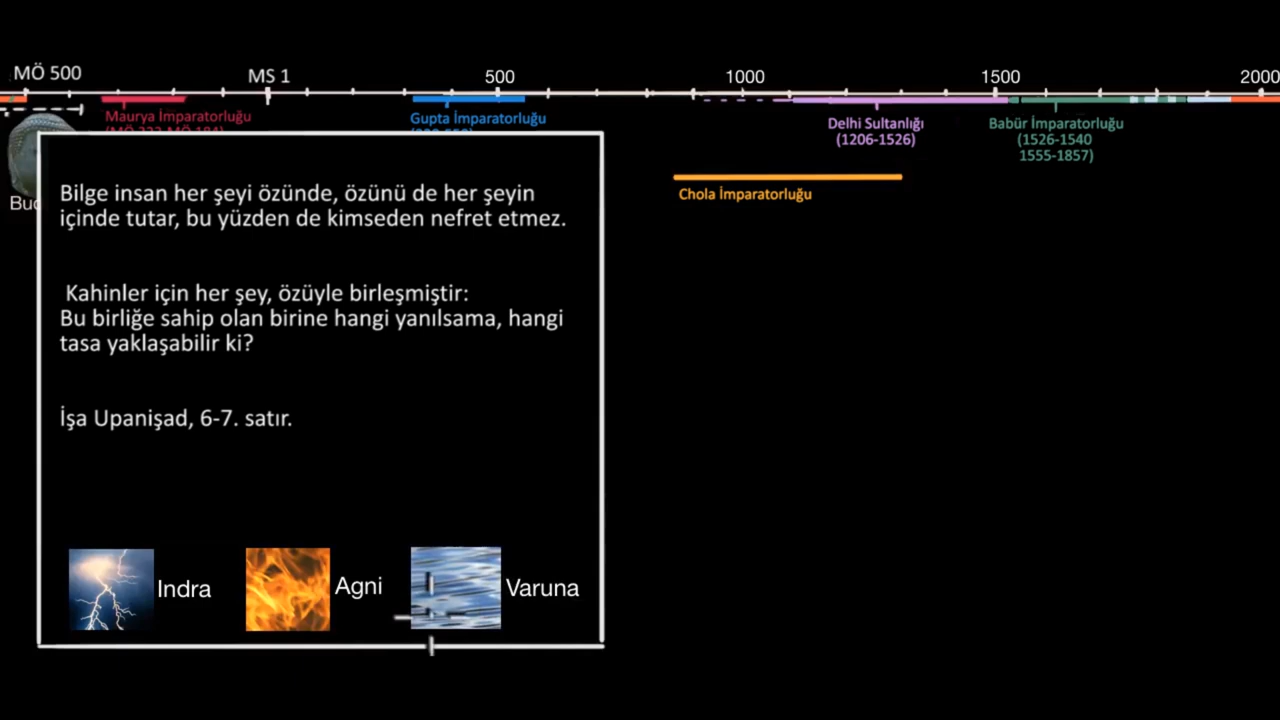 MÖ 500
MS 1
500
1000
1500
2000
Maurya İmparatorluğu
Gupta İmparatorluğu
Delhi Sultanlığı
(1206-1526)
Babür İmparatorluğu
(1526-1540
1555-1857)
Chola İmparatorluğu
Bilge insan her şeyi özünde, özünü de her şeyin
içinde tutar, bu yüzden de kimseden nefret etmez.
Kahinler için her şey, özüyle birleşmiştir:
Bu birliğe sahip olan birine hangi yanılsama, hangi
tasa yaklaşabilir ki?
İşa Upanişad, 6-7. satır.
Indra
Agni
Varuna